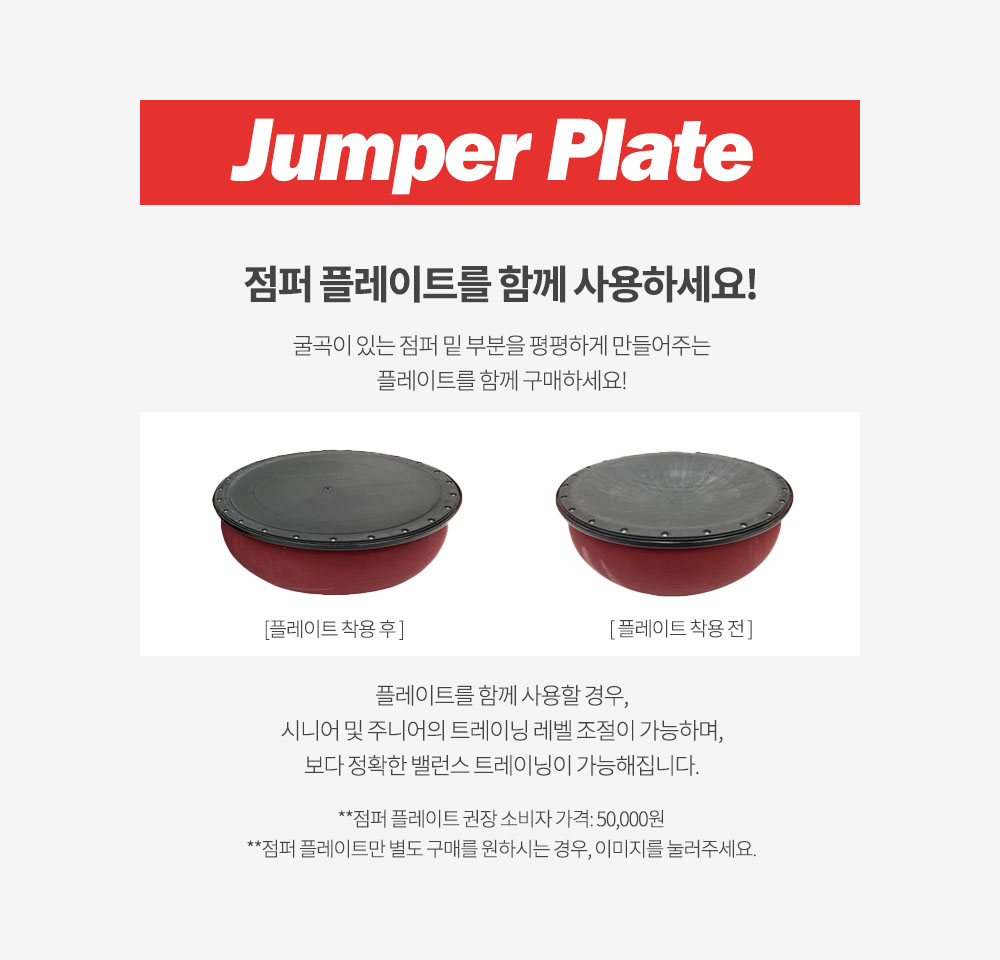 Jumper Plate
점퍼 플레이트를 함께 사용하세요!
굴곡이 있는 점퍼 밑 부분을 평평하게 만들어주는
플레이트를 함께 구매하세요!
[플레이트 착용 후 ]
[ 플레이트 착용 전 ]
플레이트를 함께 사용할 경우,
시니어 및 주니어의 트레이닝 레벨 조절이 가능하며,
보다 정확한 밸런스 트레이닝이 가능해집니다.
**점퍼 플레이트 권장 소비자 가격: 50,000원
**점퍼 플레이트만 별도 구매를 원하시는 경우, 이미지를 눌러주세요.